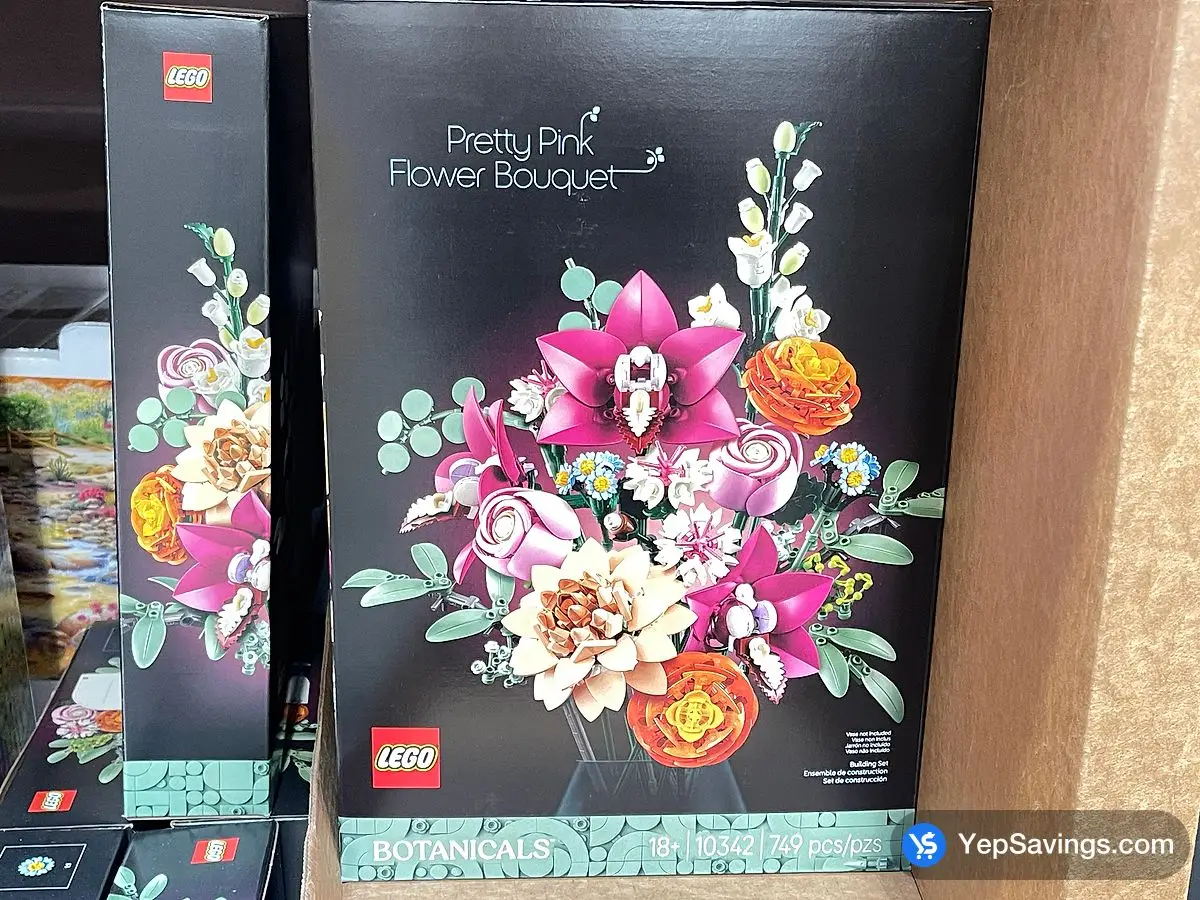 LEGO
Pretty Pink
Flower Bouquet
LEGO
Vase not included
Vase non inclus
Jarrón no incluido
Vaso não incluído
Building Set
Ensemble de construction
Set de construcción
BOTANICALS
18+ | 10342 | 749 pcs/pzs
LEGO
LEGO
YepSavings.com